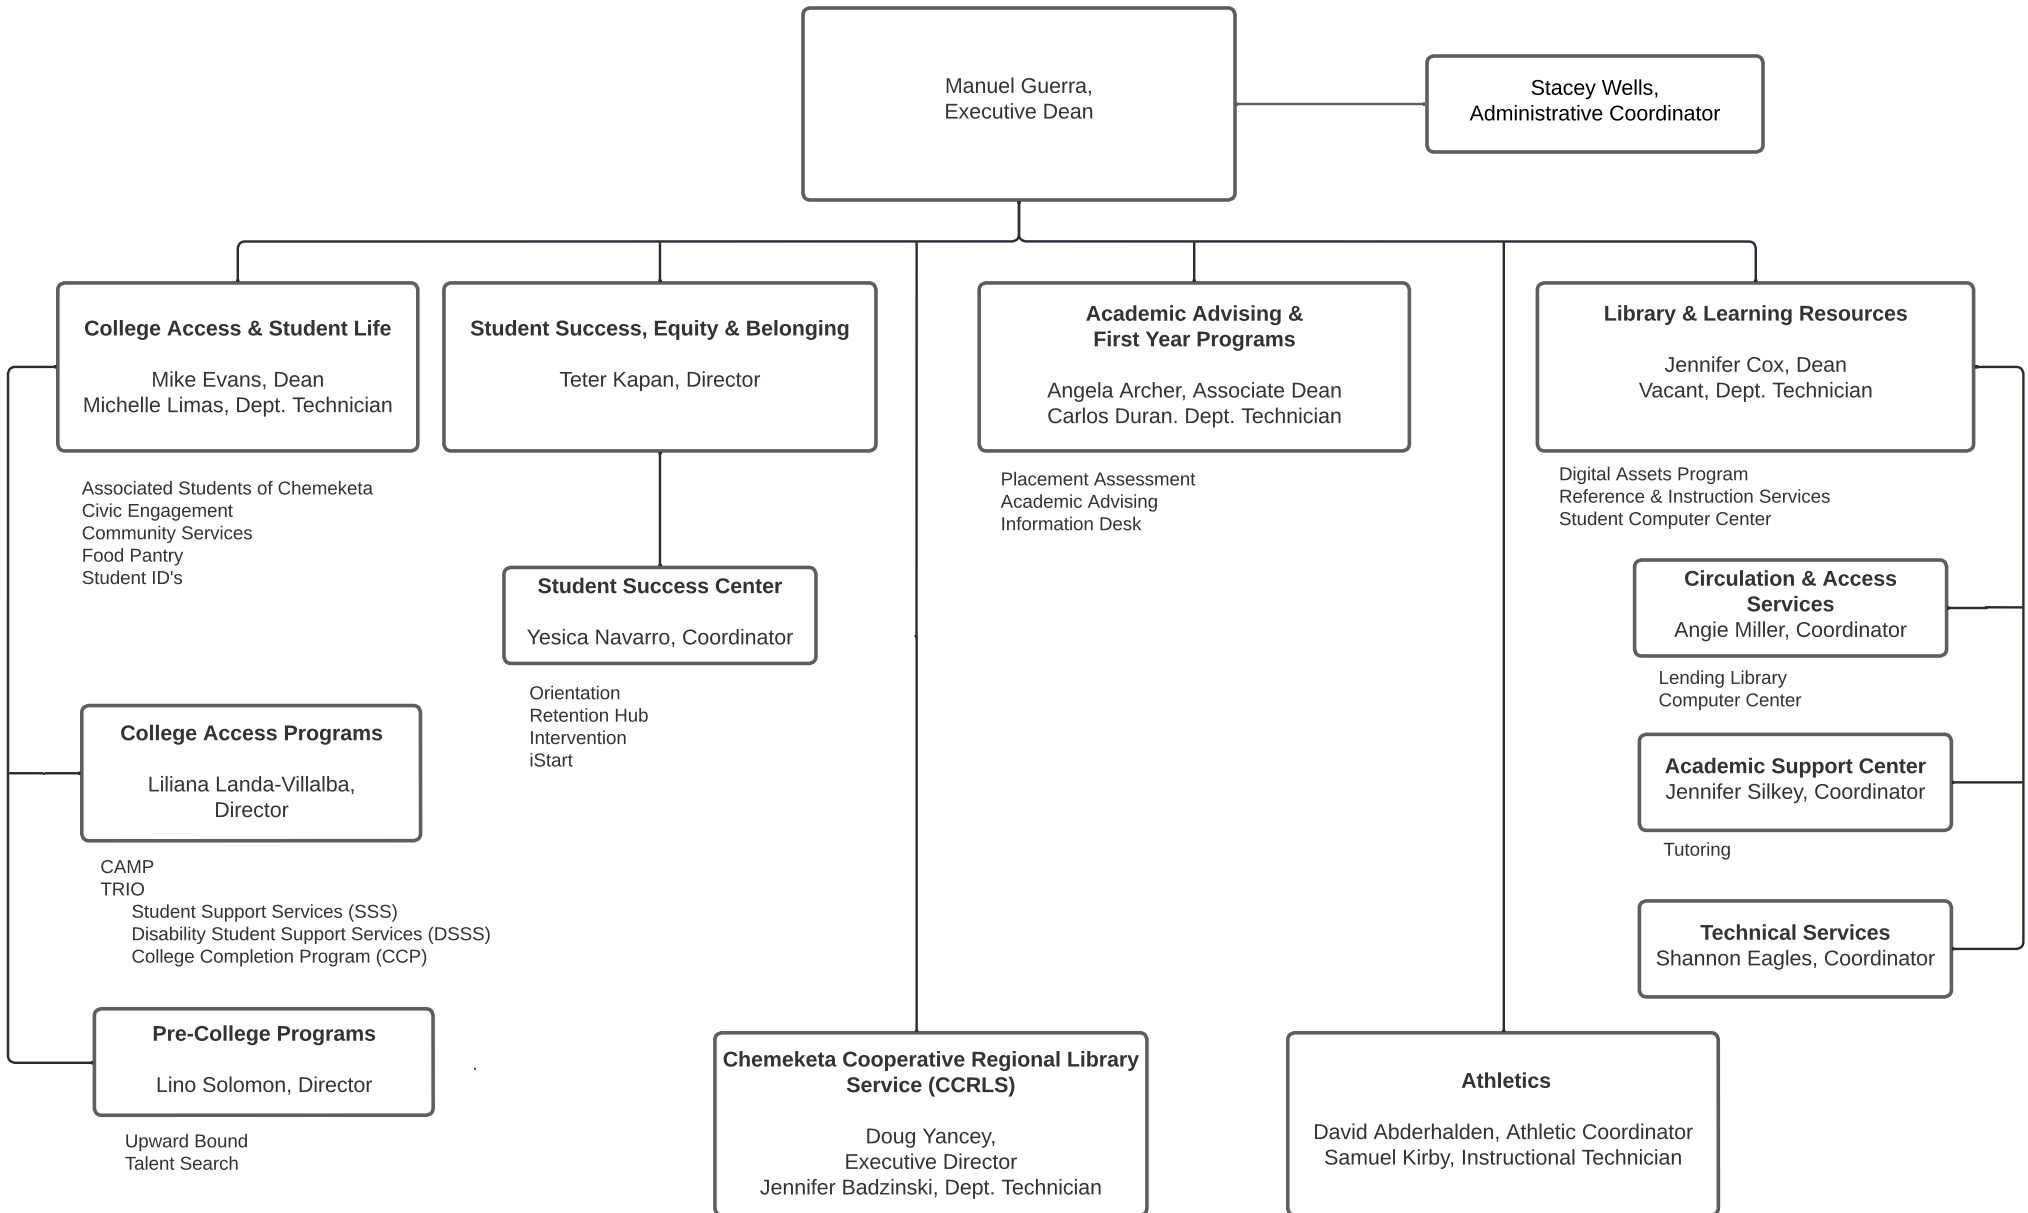 Manuel Guerra,
Executive Dean
Stacey Wells,
Administrative Coordinator
College Access & Student Life
Mike Evans, Dean
Michelle Limas, Dept. Technician
Associated Students of Chemeketa
Civic Engagement
Community Services
Food Pantry
Student ID's
College Access Programs
Liliana Landa-Villalba,
Director
CAMP
TRIO
Student Support Services (SSS)
Disability Student Support Services (DSSS)
College Completion Program (CCP)
Pre-College Programs
Lino Solomon, Director
Upward Bound
Talent Search
Student Success, Equity & Belonging
Teter Kapan, Director
Student Success Center
Yesica Navarro, Coordinator
Orientation
Retention Hub
Intervention
iStart
Chemeketa Cooperative Regional Library
Service (CCRLS)
Doug Yancey,
Executive Director
Jennifer Badzinski, Dept. Technician
Academic Advising &
First Year Programs
Angela Archer, Associate Dean
Carlos Duran. Dept. Technician
Placement Assessment
Academic Advising
Information Desk
Athletics
David Abderhalden, Athletic Coordinator
Samuel Kirby, Instructional Technician
Library & Learning Resources
Jennifer Cox, Dean
Vacant, Dept. Technician
Digital Assets Program
Reference & Instruction Services
Student Computer Center
Circulation & Access
Services
Angie Miller, Coordinator
Lending Library
Computer Center
Academic Support Center
Jennifer Silkey, Coordinator
Tutoring
Technical Services
Shannon Eagles, Coordinator